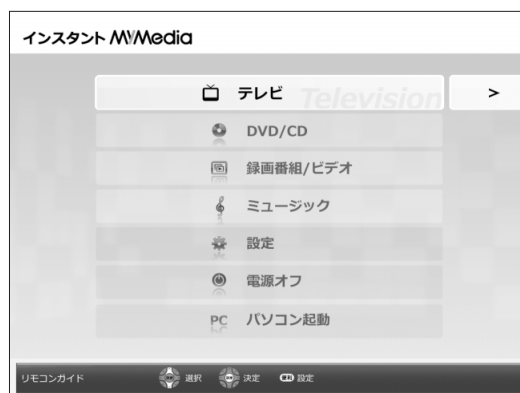 インスタント MyMedia
テレビ Television >
DVD/CD
録画番組/ビデオ
ミュージック
設定
電源オフ
PC パソコン起動
リモコンガイド 選択 決定 設定